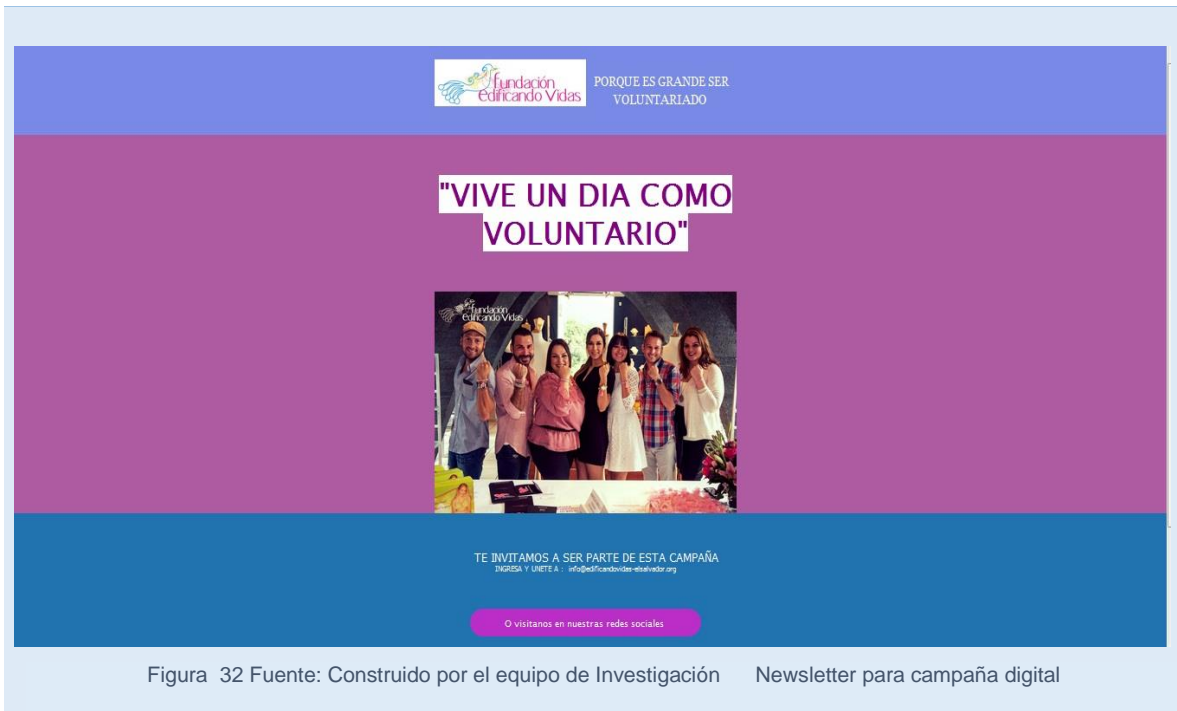 fundación
edificando Vidas
PORQUE ES GRANDE SER
VOLUNTARIADO
"VIVE UN DIA COMO
VOLUNTARIO"
fundación
edificando Vidas
TE INVITAMOS A SER PARTE DE ESTA CAMPAÑA
INGRESA Y UNETE A : info@edificandovidas-elsalvador.org
O visitanos en nuestras redes sociales
Figura 32 Fuente: Construido por el equipo de Investigación Newsletter para campaña digital